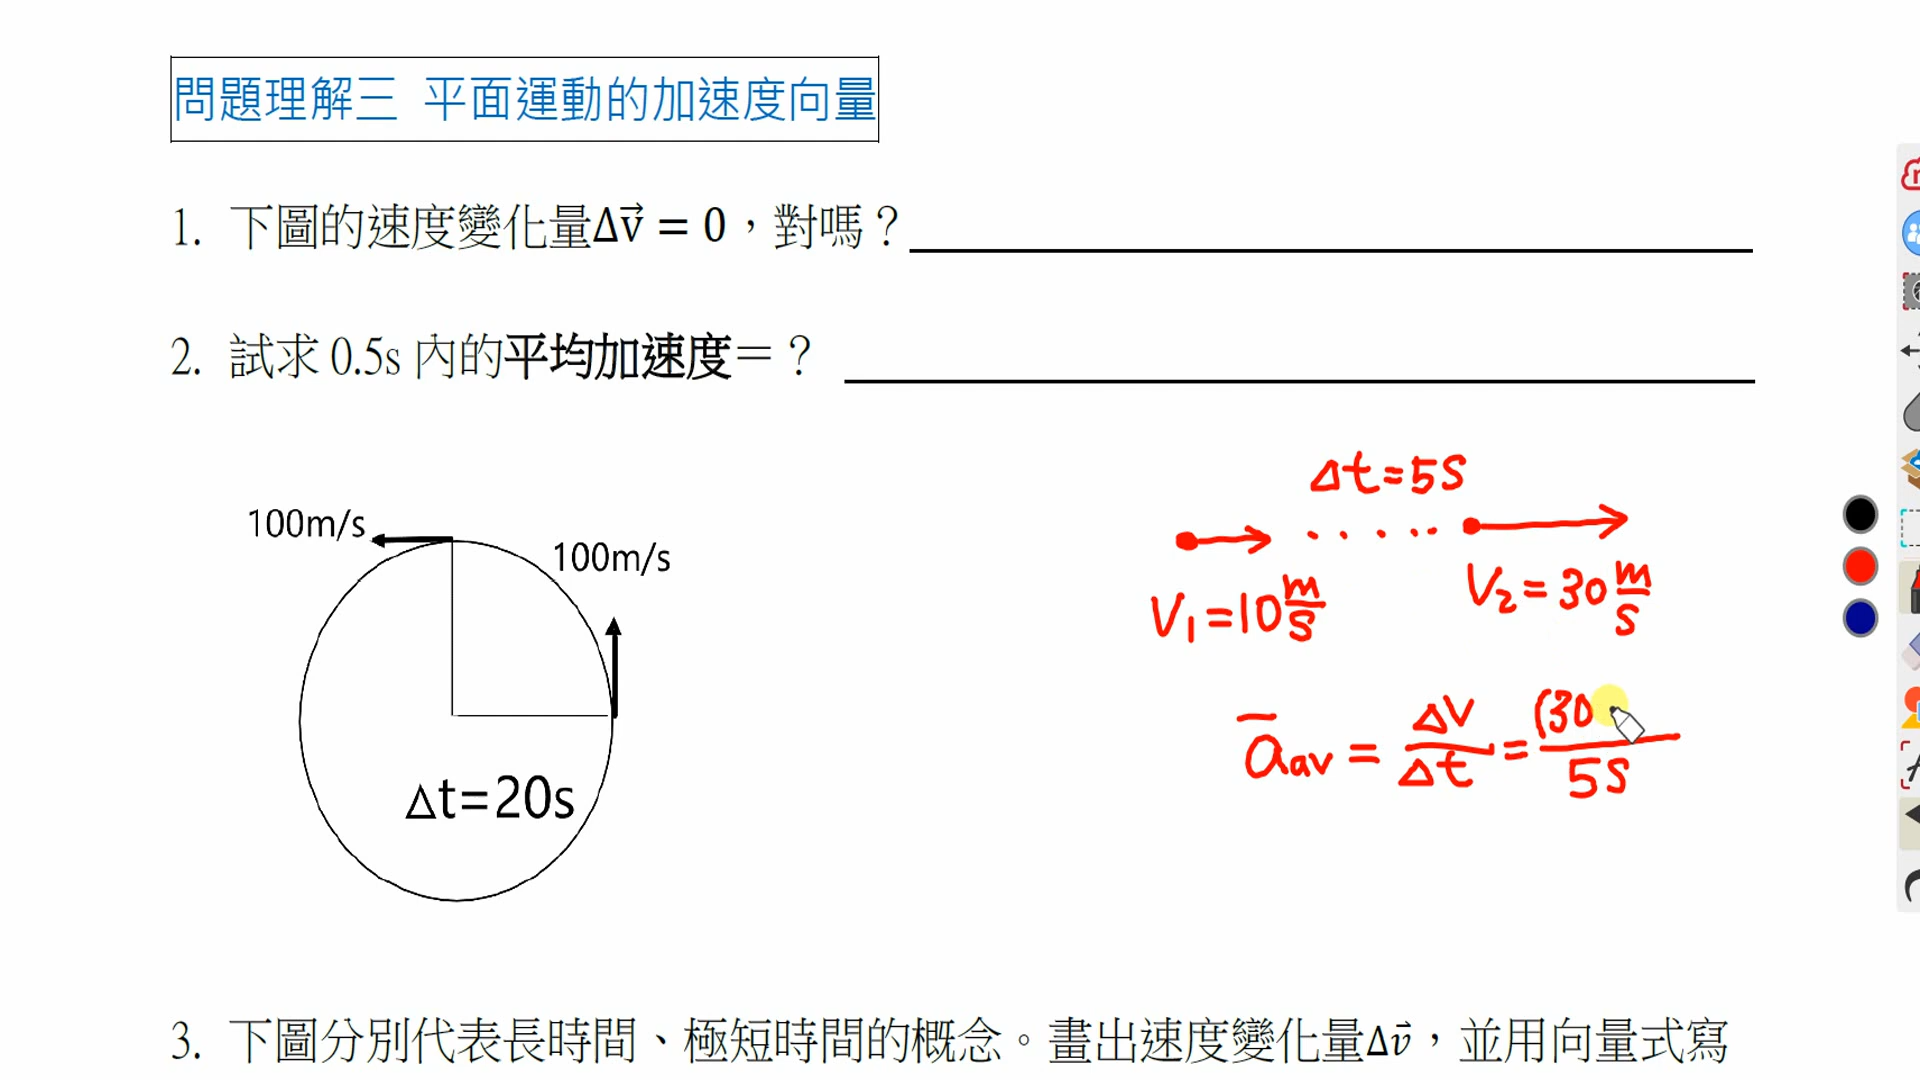 問題理解三 平面運動的加速度向量
1. 下圖的速度變化量Δv⃗ = 0，對嗎？
2. 試求 0.5s 內的平均加速度＝？
Δt=5s
100m/s
100m/s
V₁=10 m/s
V₂=30 m/s
a̅ₐᵥ = ΔV/Δt = (30 /5s
Δt=20s
3. 下圖分別代表長時間、極短時間的概念。畫出速度變化量Δv⃗，並用向量式寫